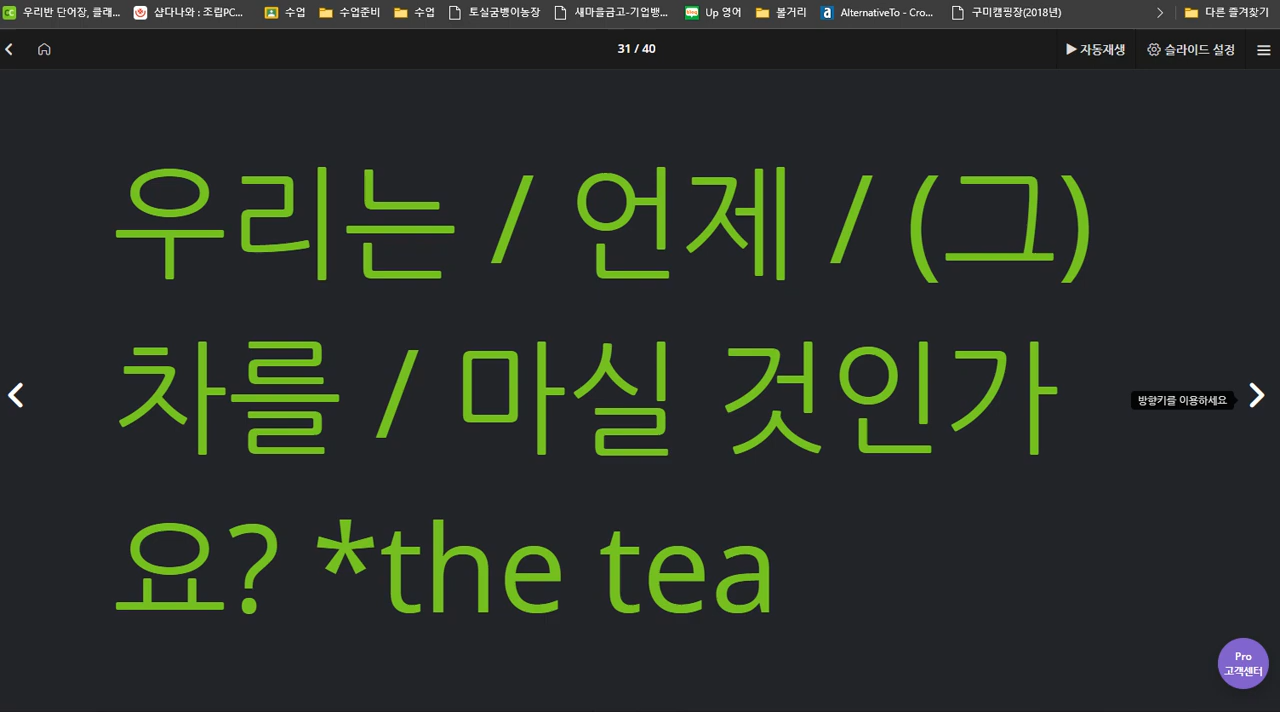 우리반 단어장, 클래... 샵다나와 : 조립PC... 수업 수업준비 수업 토실굼벵이농장 새마을금고-기업뱅... Up 영어 볼거리 AlternativeTo - Cro... 구미캠핑장(2018년) 다른 즐겨찾기
31 / 40 자동재생 슬라이드 설정
우리는 / 언제 / (그)
차를 / 마실 것인가
방향키를 이용하세요
요? *the tea
Pro
고객센터